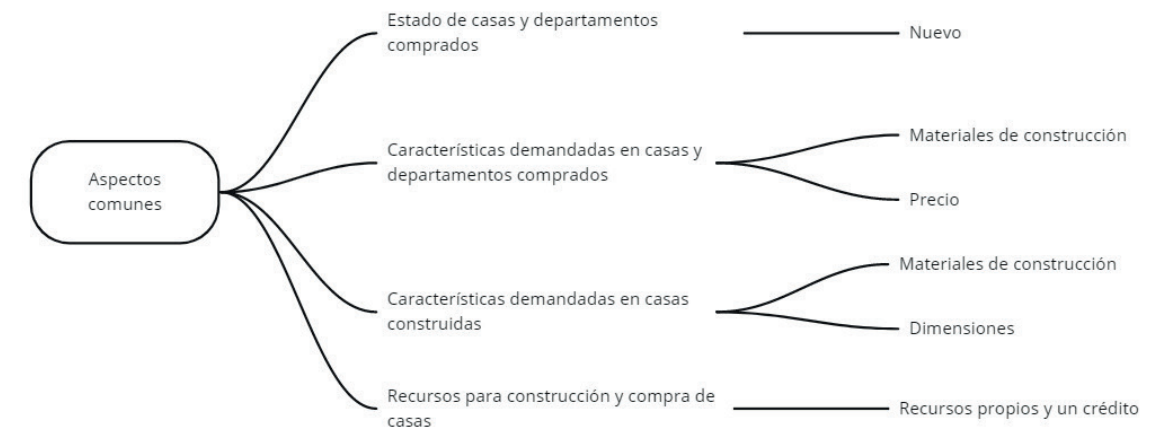 Aspectos
comunes
Estado de casas y departamentos
comprados
Nuevo
Características demandadas en casas y
departamentos comprados
Materiales de construcción
Precio
Características demandadas en casas
construidas
Materiales de construcción
Dimensiones
Recursos para construcción y compra de
casas
Recursos propios y un crédito